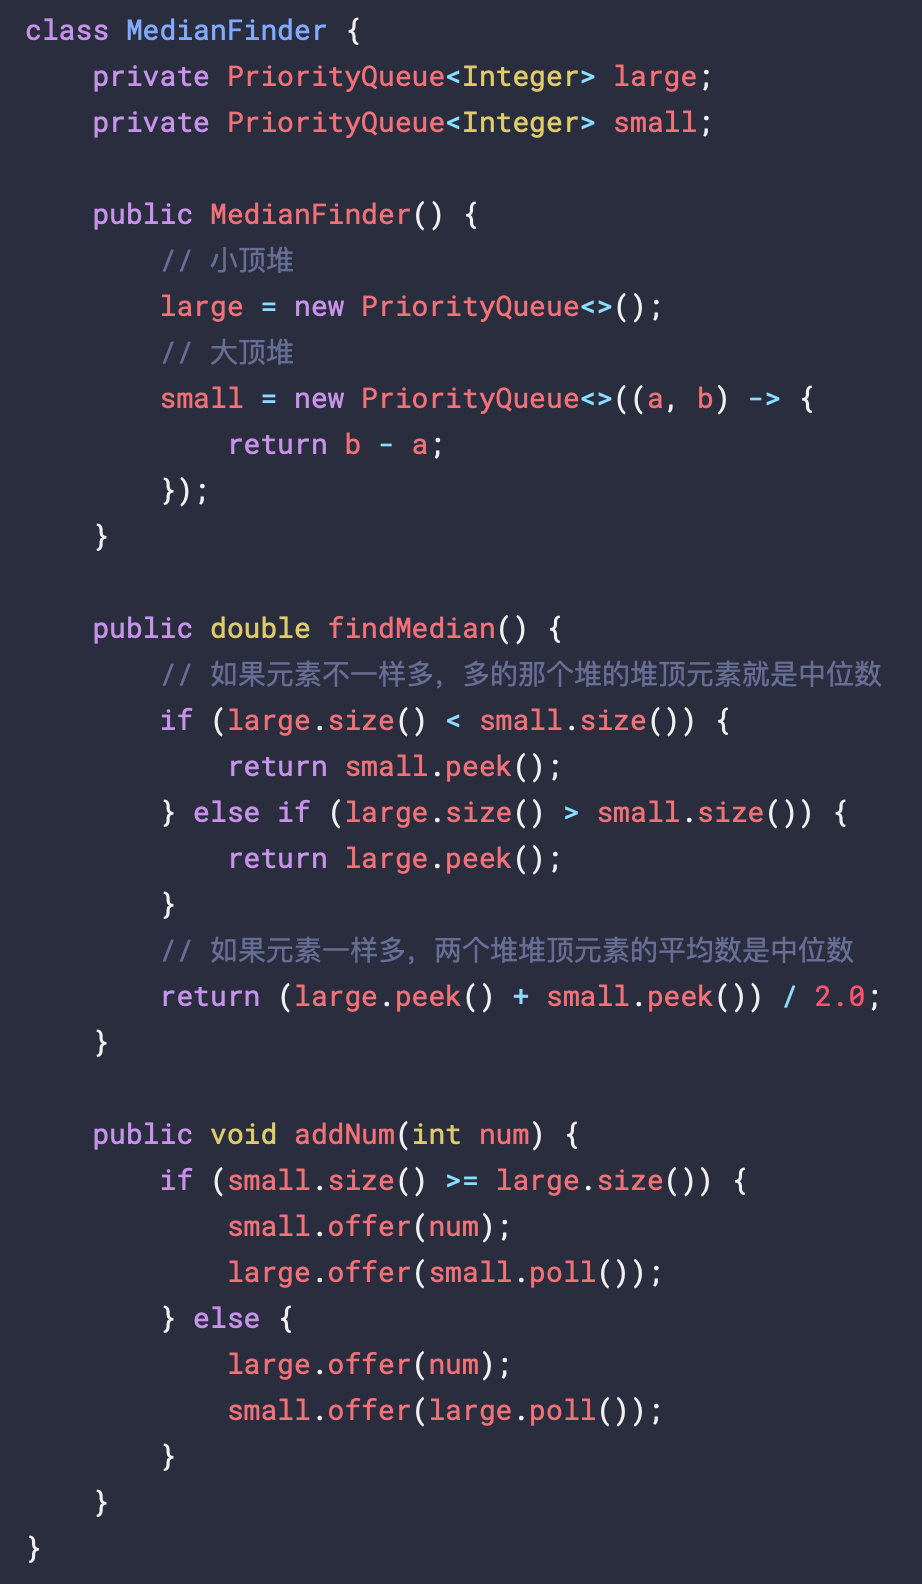 class MedianFinder {
    private PriorityQueue<Integer> large;
    private PriorityQueue<Integer> small;

    public MedianFinder() {
        // 小顶堆
        large = new PriorityQueue<>();
        // 大顶堆
        small = new PriorityQueue<>((a, b) -> {
            return b - a;
        });
    }

    public double findMedian() {
        // 如果元素不一样多，多的那个堆的堆顶元素就是中位数
        if (large.size() < small.size()) {
            return small.peek();
        } else if (large.size() > small.size()) {
            return large.peek();
        }
        // 如果元素一样多，两个堆堆顶元素的平均数是中位数
        return (large.peek() + small.peek()) / 2.0;
    }

    public void addNum(int num) {
        if (small.size() >= large.size()) {
            small.offer(num);
            large.offer(small.poll());
        } else {
            large.offer(num);
            small.offer(large.poll());
        }
    }
}